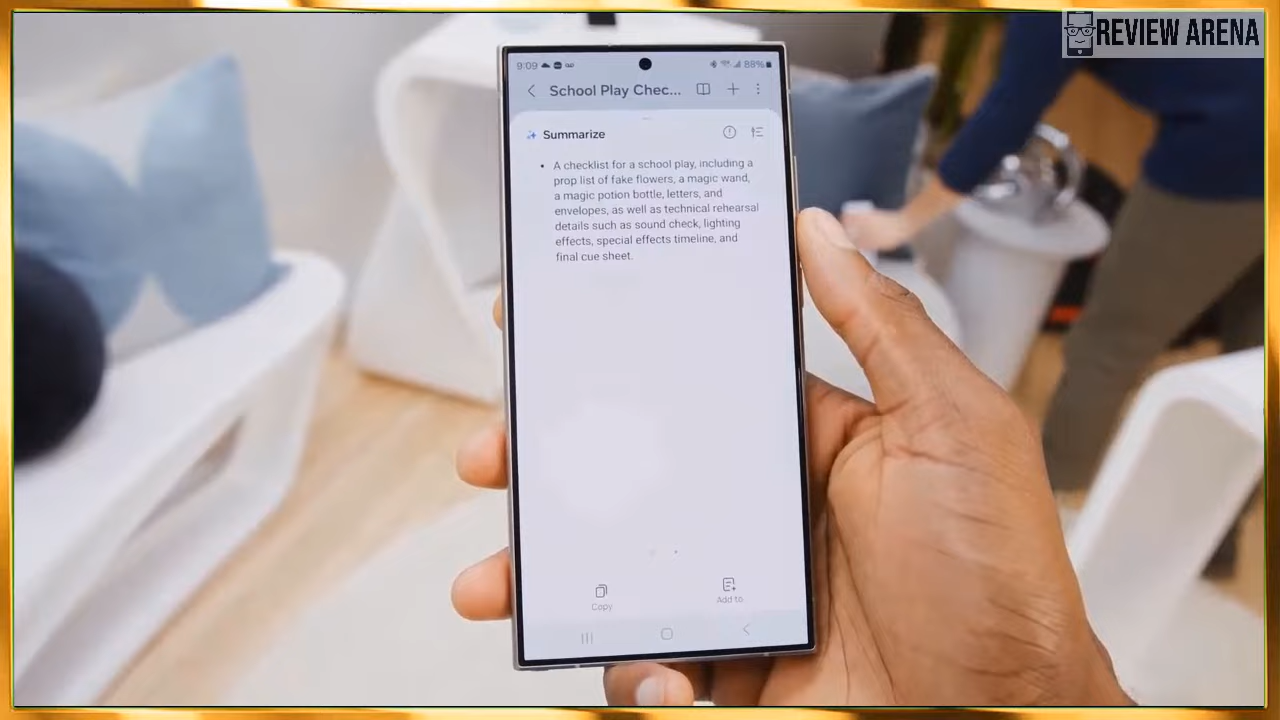 REVIEW ARENA
9:09
88%
School Play Chec...
Summarize
• A checklist for a school play, including a
prop list of fake flowers, a magic wand,
a magic potion bottle, letters, and
envelopes, as well as technical rehearsal
details such as sound check, lighting
effects, special effects timeline, and
final cue sheet.
Copy
Add to